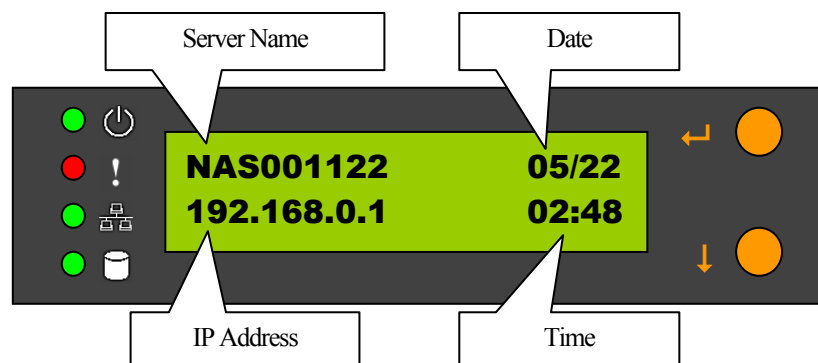 Server Name Date
NAS001122 05/22
192.168.0.1 02:48
IP Address Time